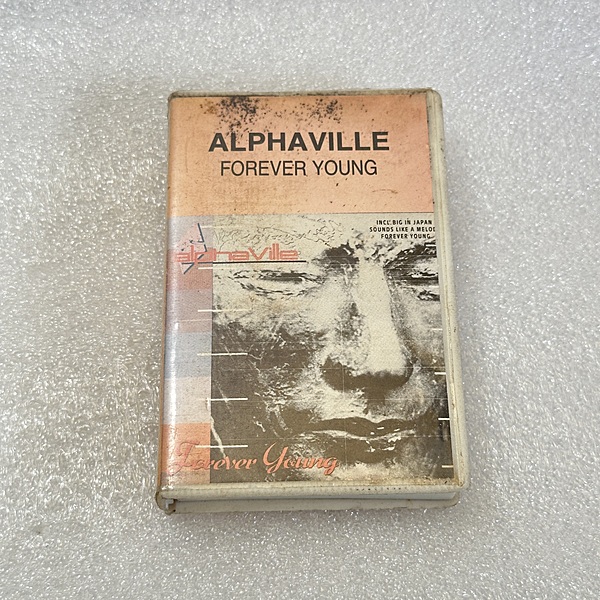 ALPHAVILLE
FOREVER YOUNG
INCL. BIG IN JAPAN
SOUNDS LIKE A MELOD
FOREVER YOUNG
alphaville
Forever Young